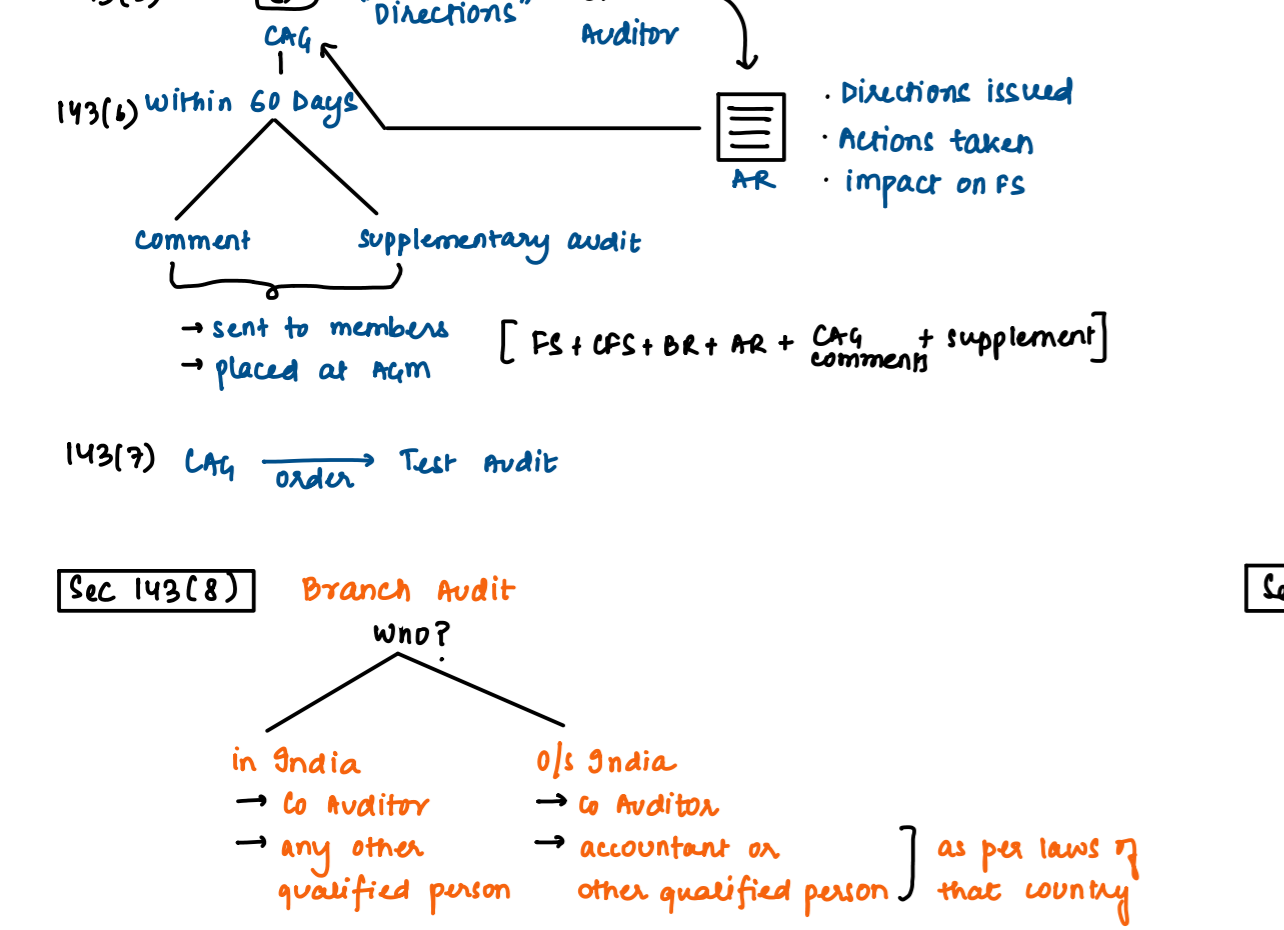 "Directions"
CAG
Auditor
143(6) within 60 Days
· Directions issued
· Actions taken
· impact on FS
AR
comment supplementary audit
→ sent to members
→ placed at AGM
[ FS + CFS + BR + AR + CAG comments + supplement ]
143(7) CAG order → Test Audit
Sec 143(8) Branch Audit
who?
in India o/s India
→ Co Auditor → Co Auditor
→ any other → accountant or
qualified person other qualified person ] as per laws of
that country